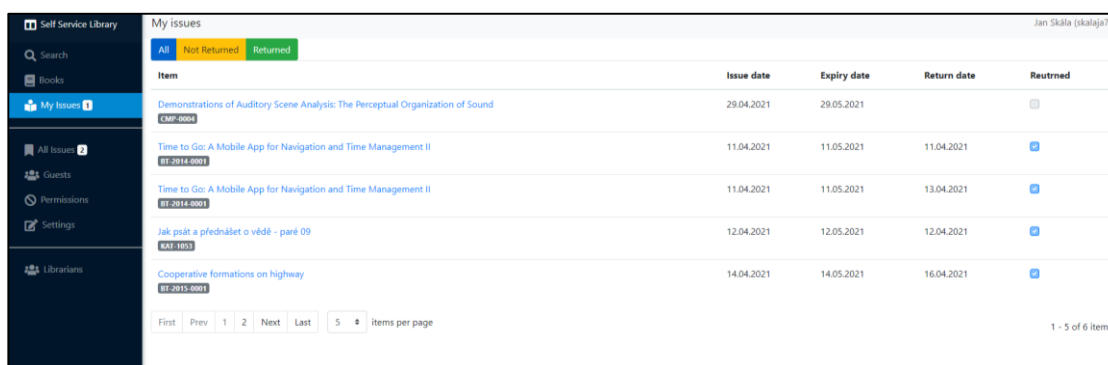 Self Service Library
My issues
Jan Skála (skalaja7
Search
Books
My Issues 1
All Issues 2
Guests
Permissions
Settings
Librarians
All Not Returned Returned
Item Issue date Expiry date Return date Reutrned
Demonstrations of Auditory Scene Analysis: The Perceptual Organization of Sound 29.04.2021 29.05.2021
CMP-0004
Time to Go: A Mobile App for Navigation and Time Management II 11.04.2021 11.05.2021 11.04.2021
BT-2014-0001
Time to Go: A Mobile App for Navigation and Time Management II 11.04.2021 11.05.2021 13.04.2021
BT-2014-0001
Jak psát a přednášet o vědě - paré 09 12.04.2021 12.05.2021 12.04.2021
KAT-1053
Cooperative formations on highway 14.04.2021 14.05.2021 16.04.2021
BT-2015-0001
First Prev 1 2 Next Last 5 items per page
1 - 5 of 6 item